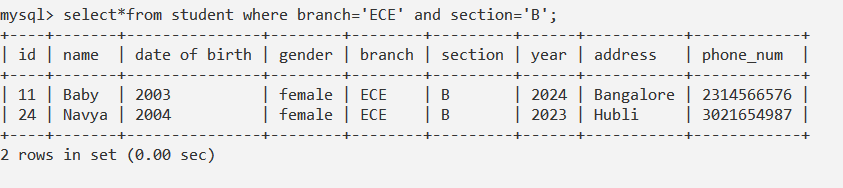 mysql> select*from student where branch='ECE' and section='B';
+----+-------+---------------+--------+--------+---------+------+-----------+------------+
| id | name  | date of birth | gender | branch | section | year | address   | phone_num  |
+----+-------+---------------+--------+--------+---------+------+-----------+------------+
| 11 | Baby  | 2003          | female | ECE    | B       | 2024 | Bangalore | 2314566576 |
| 24 | Navya | 2004          | female | ECE    | B       | 2023 | Hubli     | 3021654987 |
+----+-------+---------------+--------+--------+---------+------+-----------+------------+
2 rows in set (0.00 sec)